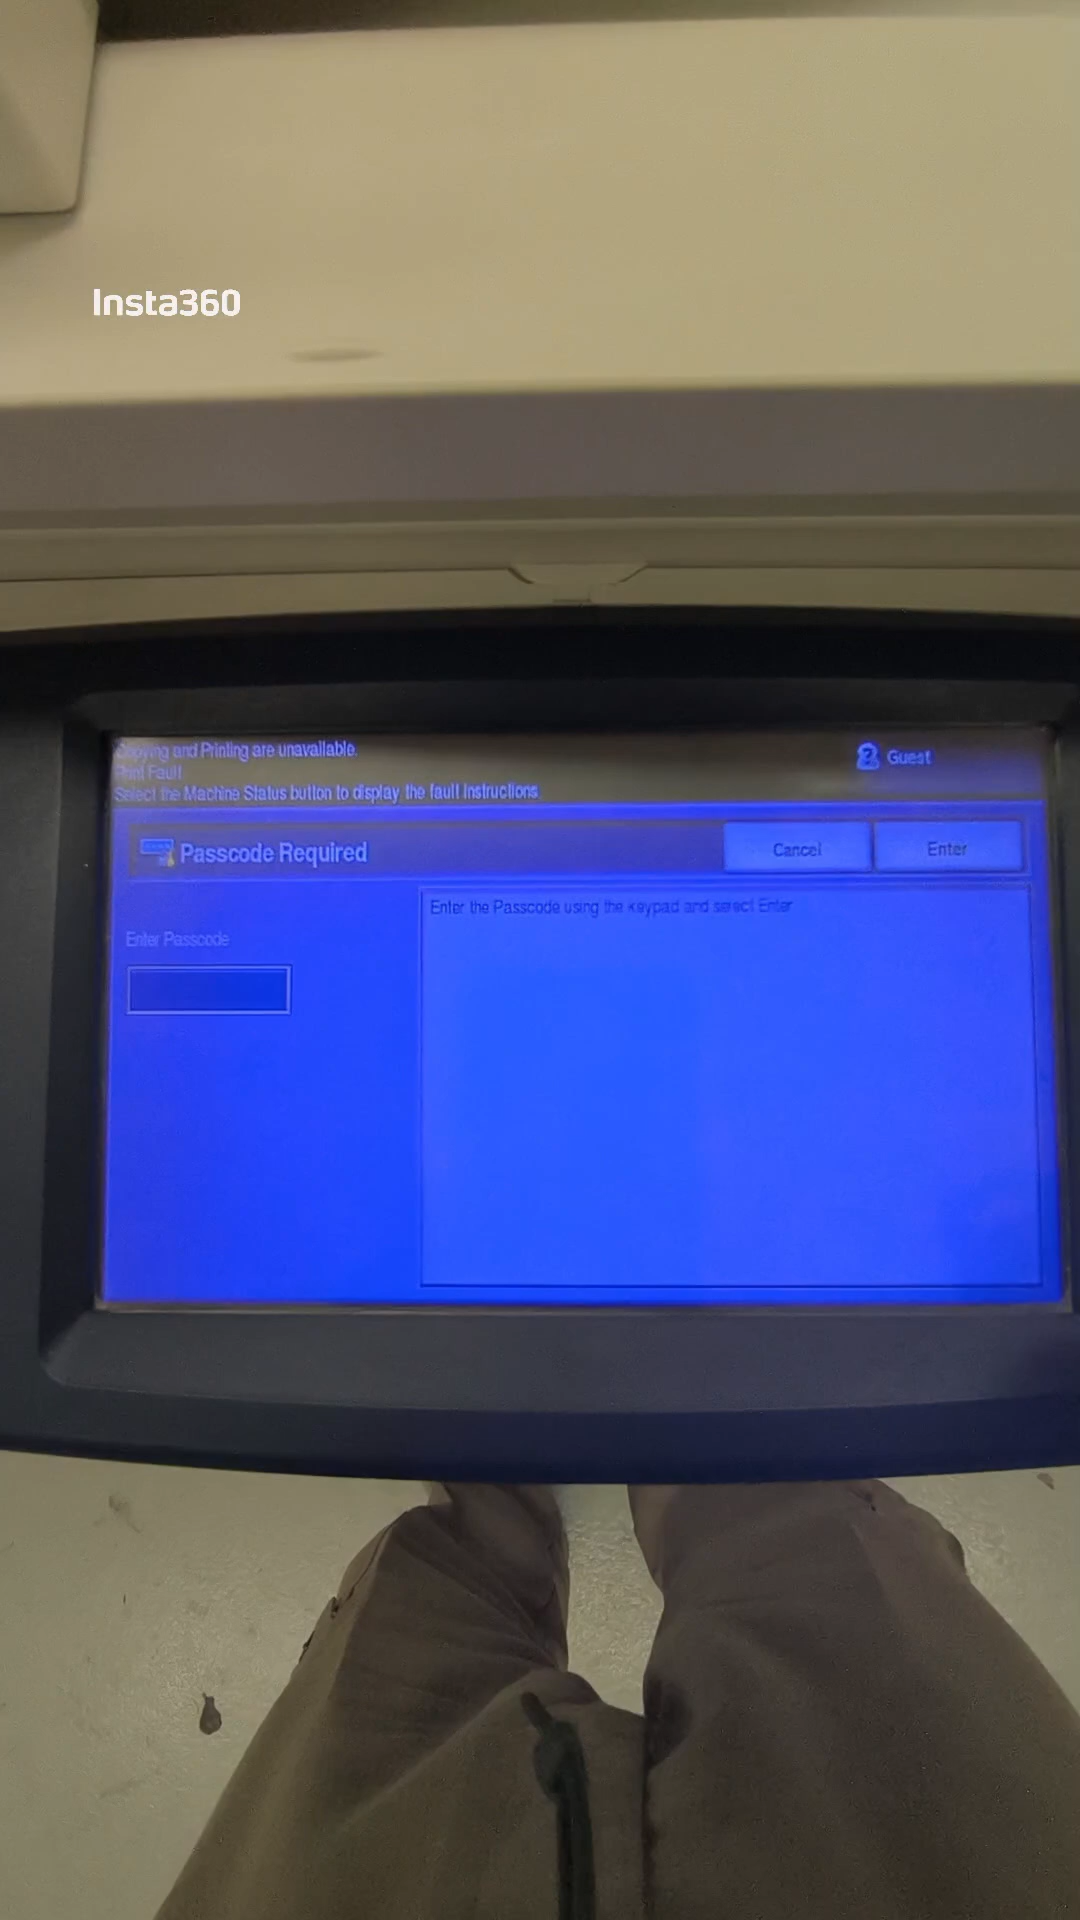 Insta360
Copying and Printing are unavailable.
Print Fault
Select the Machine Status button to display the fault instructions
Guest
Passcode Required
Cancel
Enter
Enter the Passcode using the keypad and select Enter
Enter Passcode